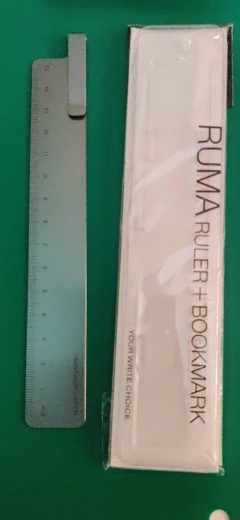 RUMA RULER + BOOKMARK
YOUR WRITE CHOICE